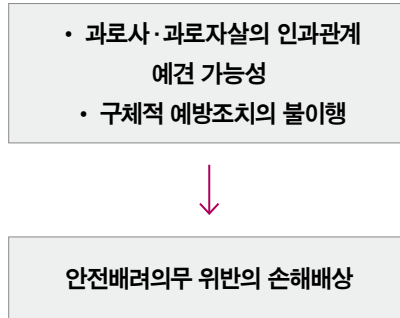 • 과로사·과로자살의 인과관계
예견 가능성
• 구체적 예방조치의 불이행
안전배려의무 위반의 손해배상